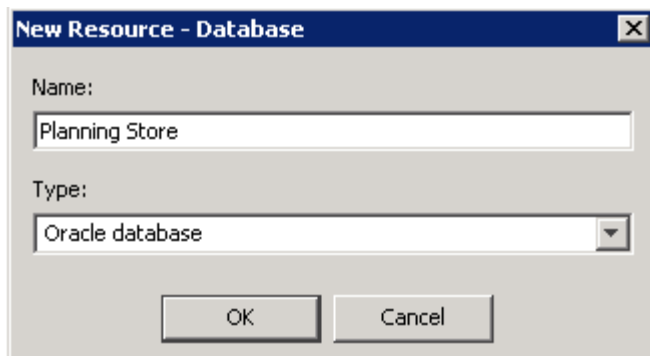 New Resource - Database
Name:
Planning Store
Type:
Oracle database
OK Cancel